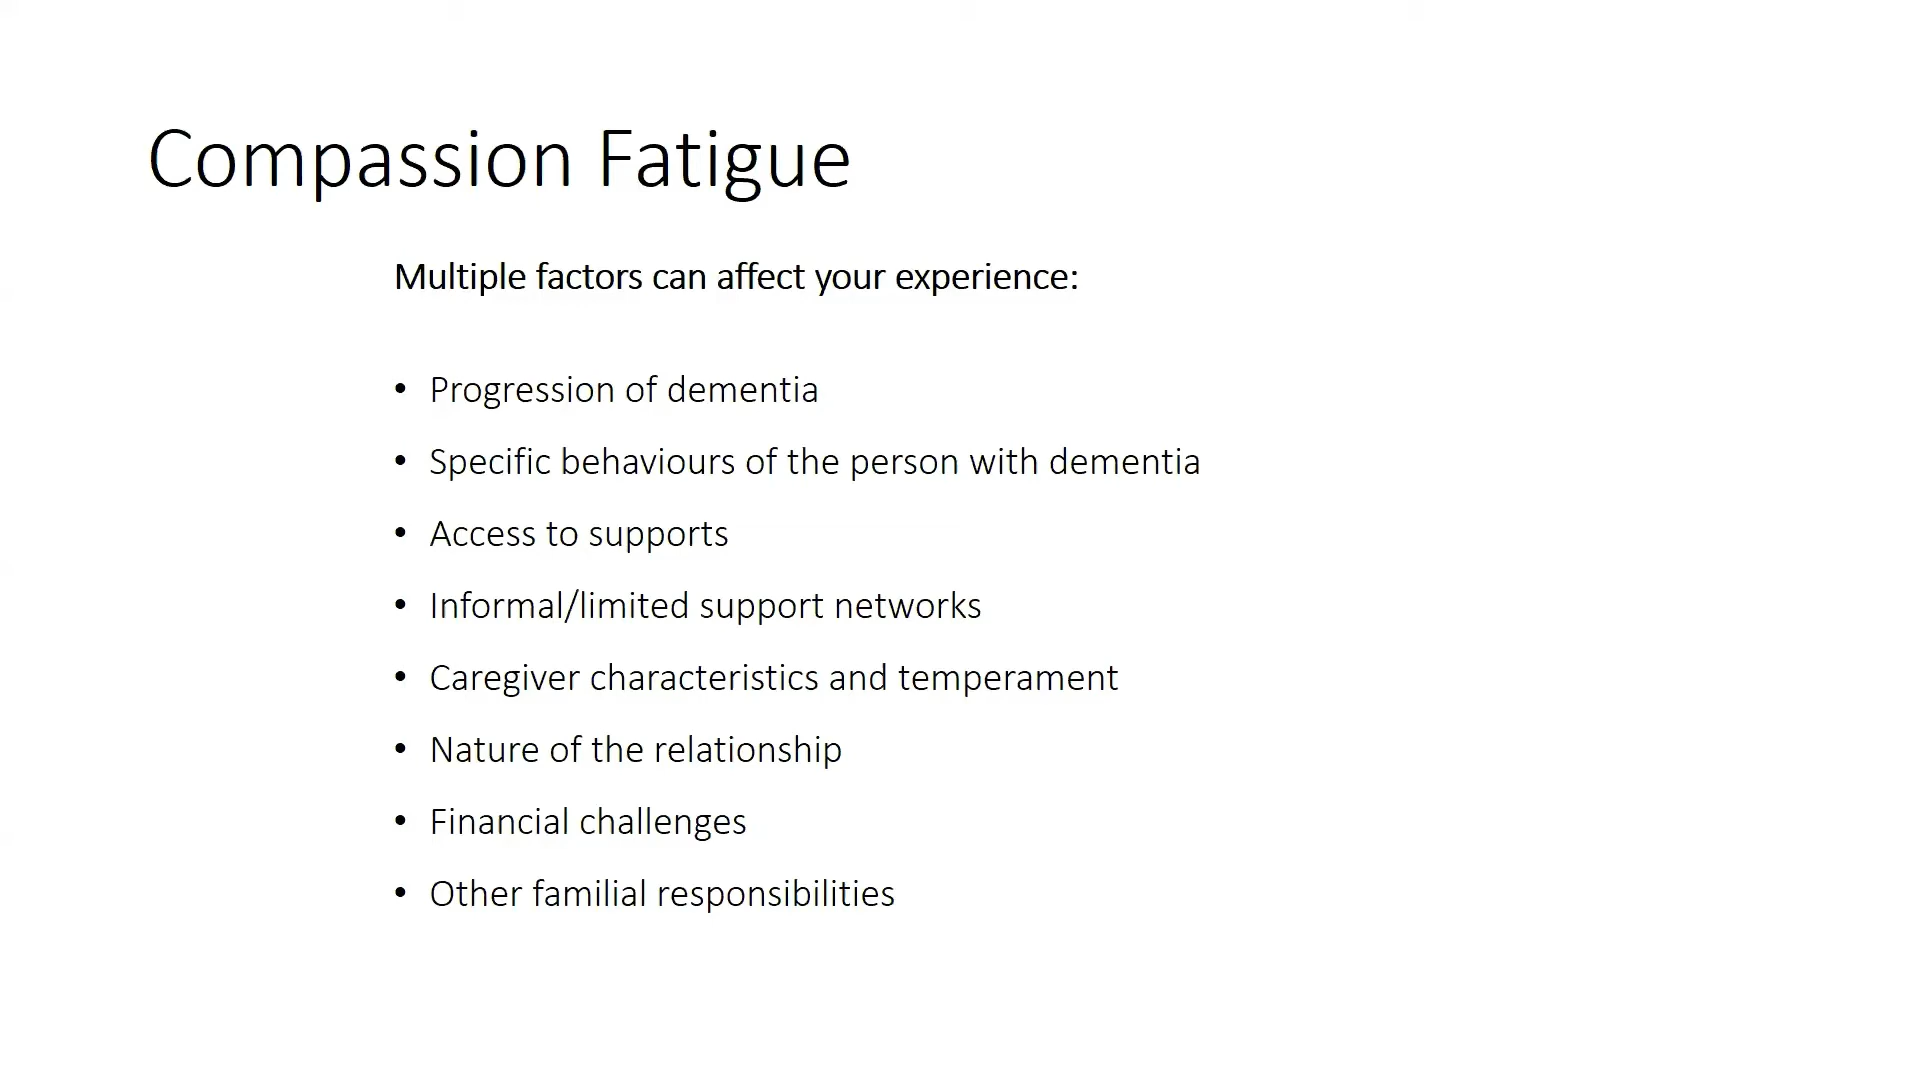 Compassion Fatigue
Multiple factors can affect your experience:
• Progression of dementia
• Specific behaviours of the person with dementia
• Access to supports
• Informal/limited support networks
• Caregiver characteristics and temperament
• Nature of the relationship
• Financial challenges
• Other familial responsibilities